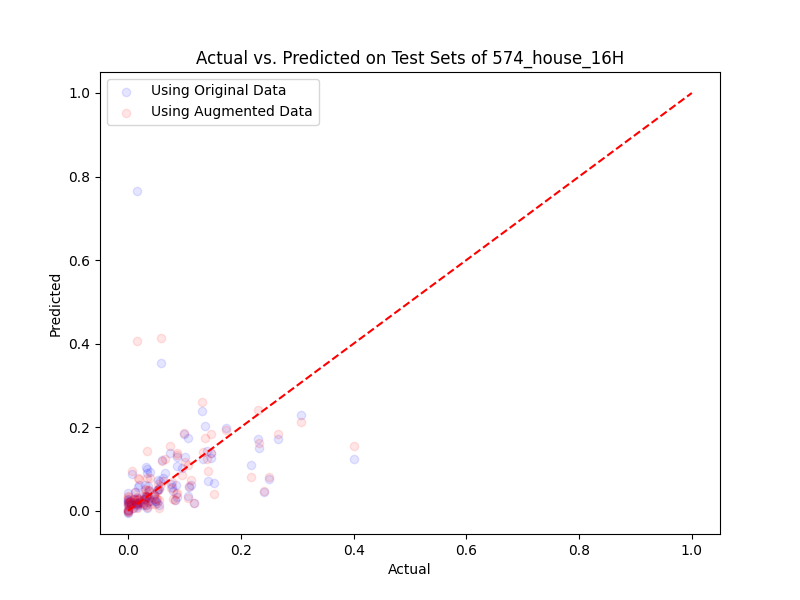 Actual vs. Predicted on Test Sets of 574_house_16H
Using Original Data
Using Augmented Data
1.0
0.8
0.6
0.4
0.2
0.0
Predicted
0.0 0.2 0.4 0.6 0.8 1.0
Actual